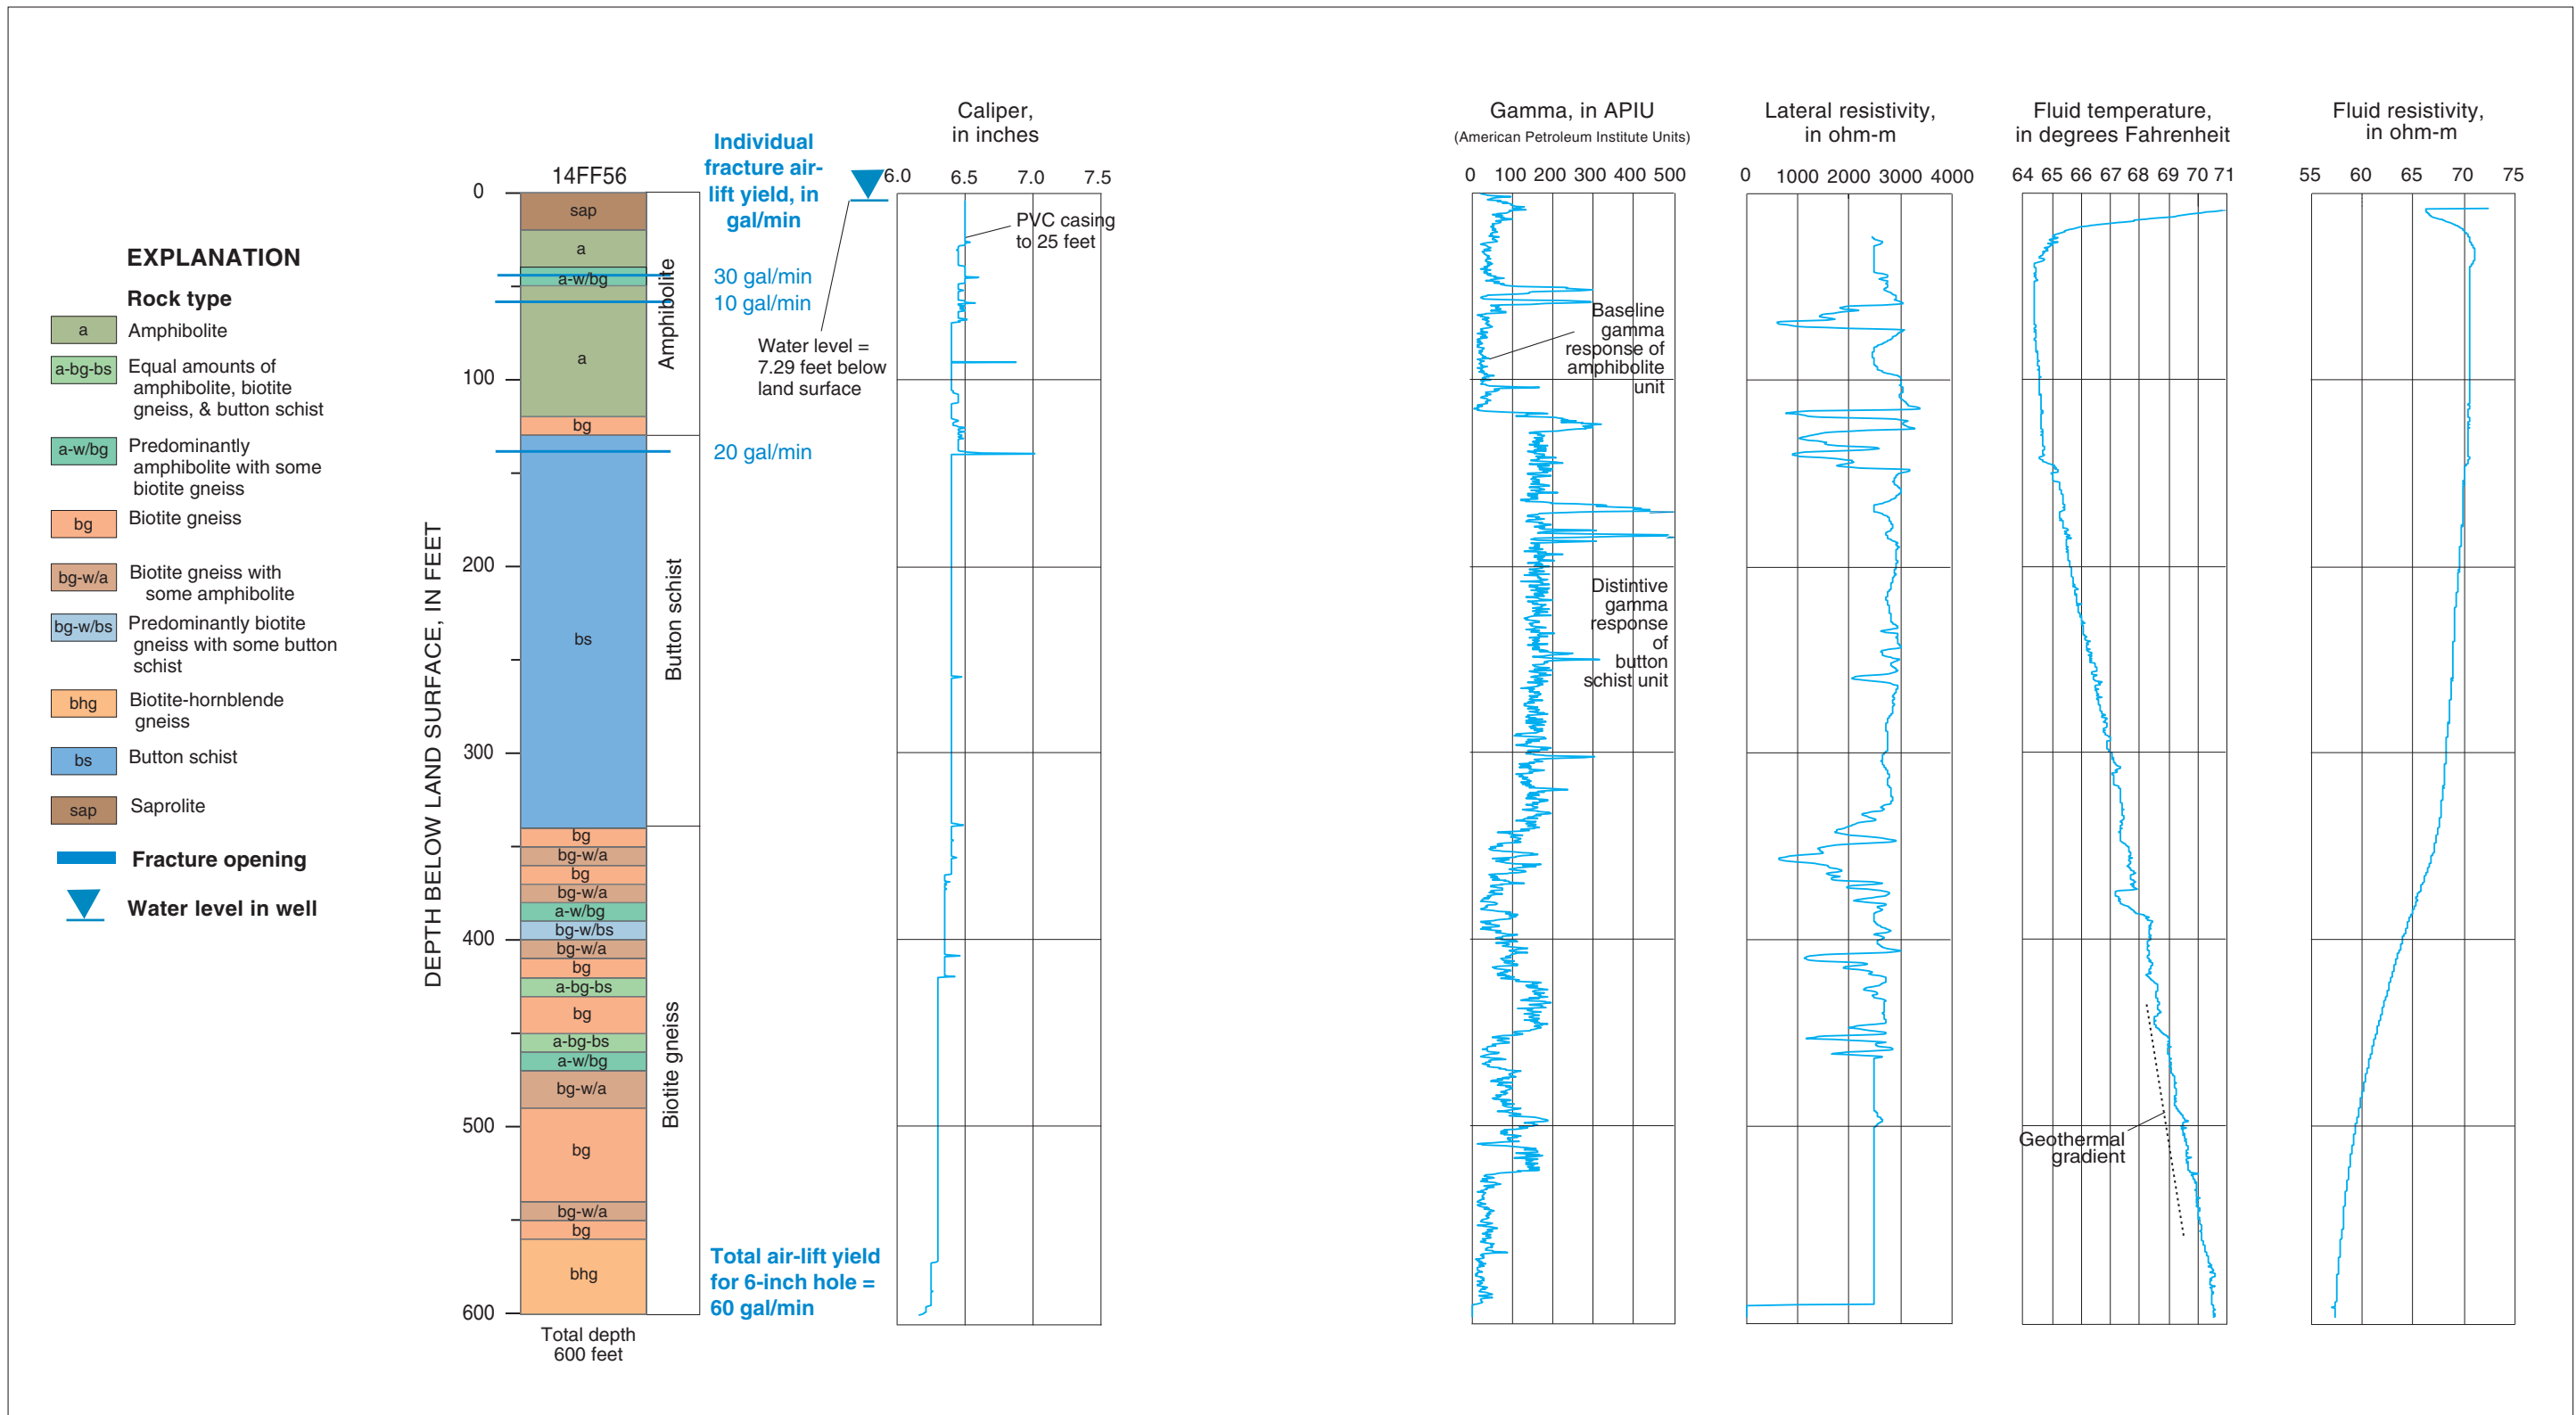 EXPLANATION
Rock type
a
Amphibolite
a-bg-bs
Equal amounts of
amphibolite, biotite
gneiss, & button schist
a-w/bg
Predominantly
amphibolite with some
biotite gneiss
bg
Biotite gneiss
bg-w/a
Biotite gneiss with
some amphibolite
bg-w/bs
Predominantly biotite
gneiss with some button
schist
bhg
Biotite-hornblende
gneiss
bs
Button schist
sap
Saprolite
Fracture opening
Water level in well
DEPTH BELOW LAND SURFACE, IN FEET
0
100
200
300
400
500
600
14FF56
sap
a
a-w/bg
a
bg
bs
bg
bg-w/a
bg
bg-w/a
a-w/bg
bg-w/bs
bg-w/a
bg
a-bg-bs
bg
a-bg-bs
a-w/bg
bg-w/a
bg
bg-w/a
bg
bhg
Total depth
600 feet
Amphibolite
Button schist
Biotite gneiss
Individual
fracture air-
lift yield, in
gal/min
30 gal/min
10 gal/min
20 gal/min
Water level =
7.29 feet below
land surface
Total air-lift yield
for 6-inch hole =
60 gal/min
Caliper,
in inches
6.0 6.5 7.0 7.5
PVC casing
to 25 feet
Gamma, in APIU
(American Petroleum Institute Units)
0 100 200 300 400 500
Baseline
gamma
response of
amphibolite
unit
Distintive
gamma
response
of
button
schist unit
Lateral resistivity,
in ohm-m
0 1000 2000 3000 4000
Fluid temperature,
in degrees Fahrenheit
64 65 66 67 68 69 70 71
Geothermal
gradient
Fluid resistivity,
in ohm-m
55 60 65 70 75